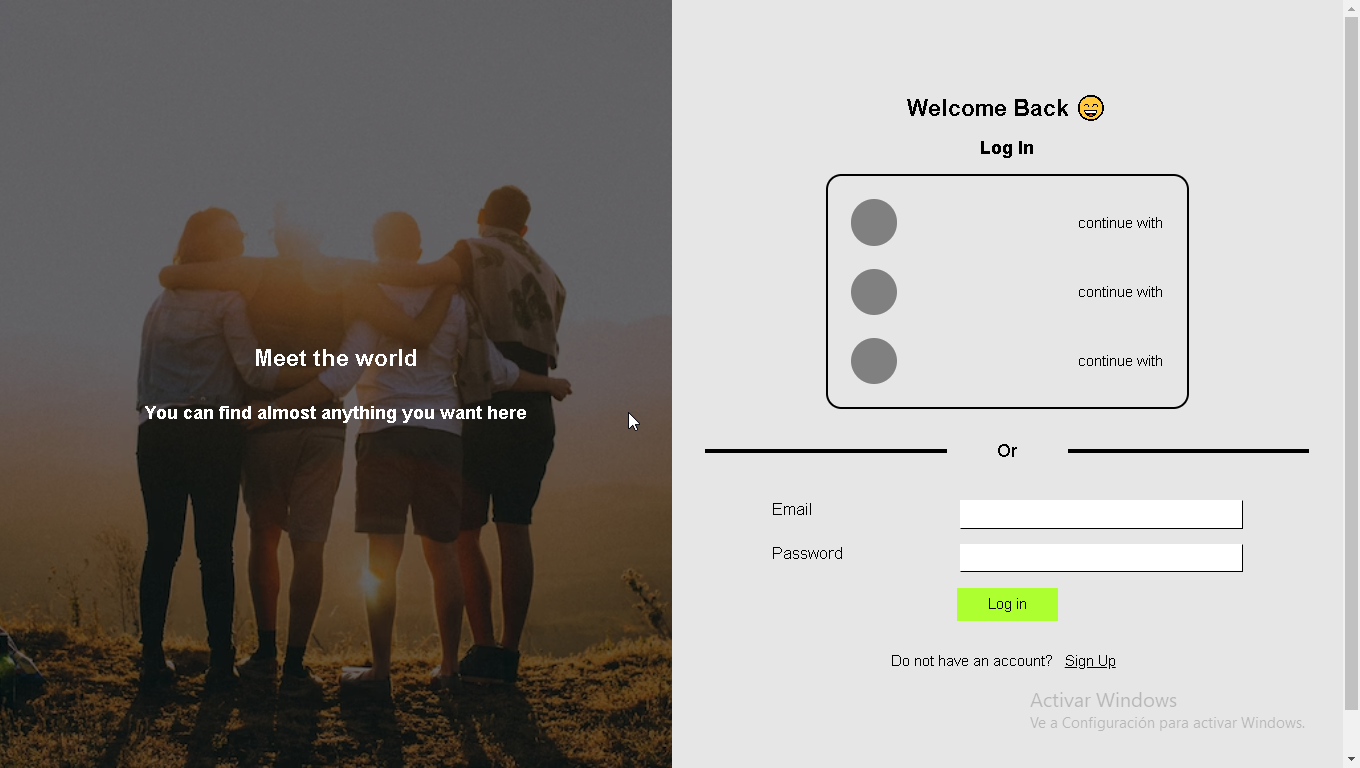 Meet the world
You can find almost anything you want here
Welcome Back 😄
Log In
continue with
continue with
continue with
Or
Email
Password
Log in
Do not have an account? Sign Up
Activar Windows
Ve a Configuración para activar Windows.